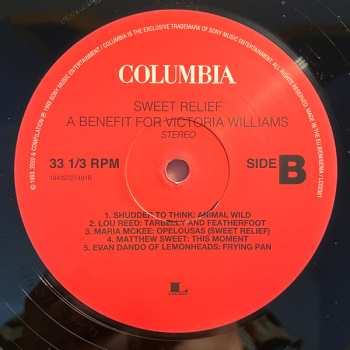 COLUMBIA
SWEET RELIEF
A BENEFIT FOR VICTORIA WILLIAMS
STEREO
33 1/3 RPM
SIDE B
1. SHUDDER TO THINK: ANIMAL WILD
2. LOU REED: TARBELLY AND FEATHERFOOT
3. MARIA MCKEE: OPELOUSAS (SWEET RELIEF)
4. MATTHEW SWEET: THIS MOMENT
5. EVAN DANDO OF LEMONHEADS: FRYING PAN